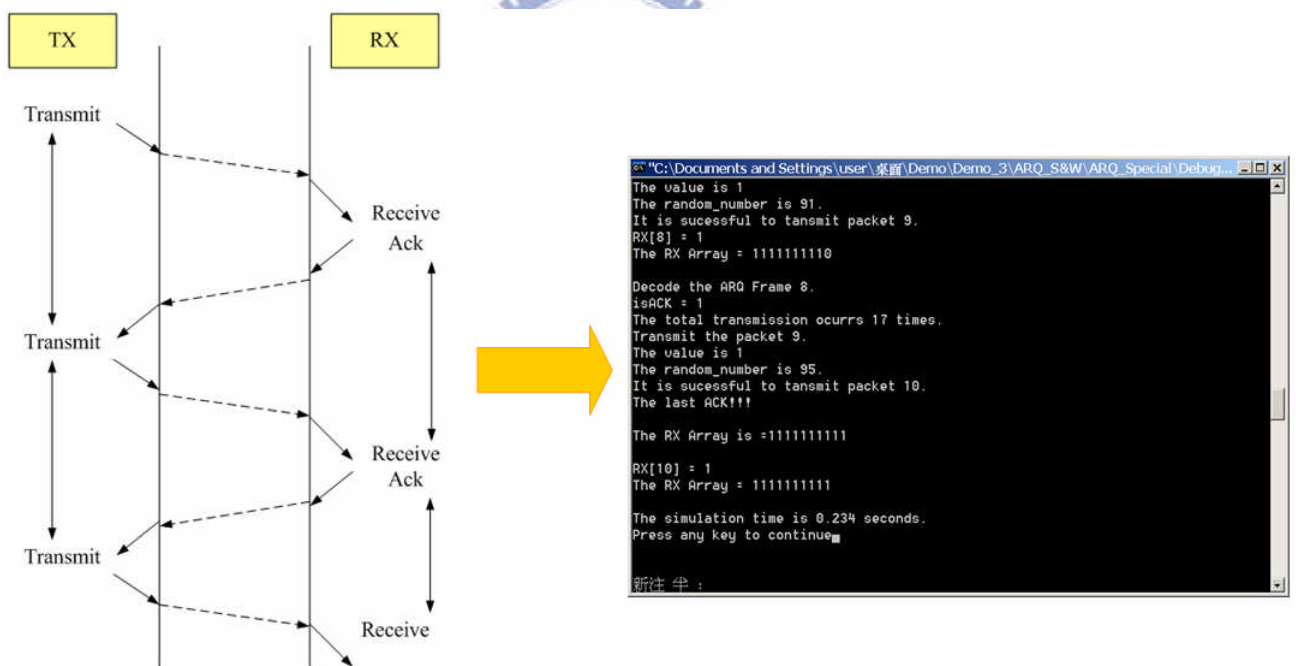 TX
RX
Transmit
Receive
Ack
Transmit
Receive
Ack
Transmit
Receive
"C:\Documents and Settings\user\桌面\Demo\Demo_3\ARQ_S&W\ARQ_Special\Debug...
The value is 1
The random_number is 91.
It is sucessful to tansmit packet 9.
RX[8] = 1
The RX Array = 1111111110
Decode the ARQ Frame 8.
isACK = 1
The total transmission ocurrs 17 times.
Transmit the packet 9.
The value is 1
The random_number is 95.
It is sucessful to tansmit packet 10.
The last ACK!!!
The RX Array is =1111111111
RX[10] = 1
The RX Array = 1111111111
The simulation time is 0.234 seconds.
Press any key to continue
新注 半 :